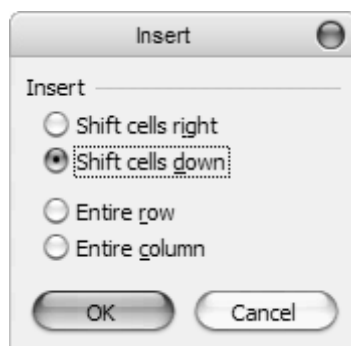 Insert
Insert
Shift cells right
Shift cells down
Entire row
Entire column
OK Cancel